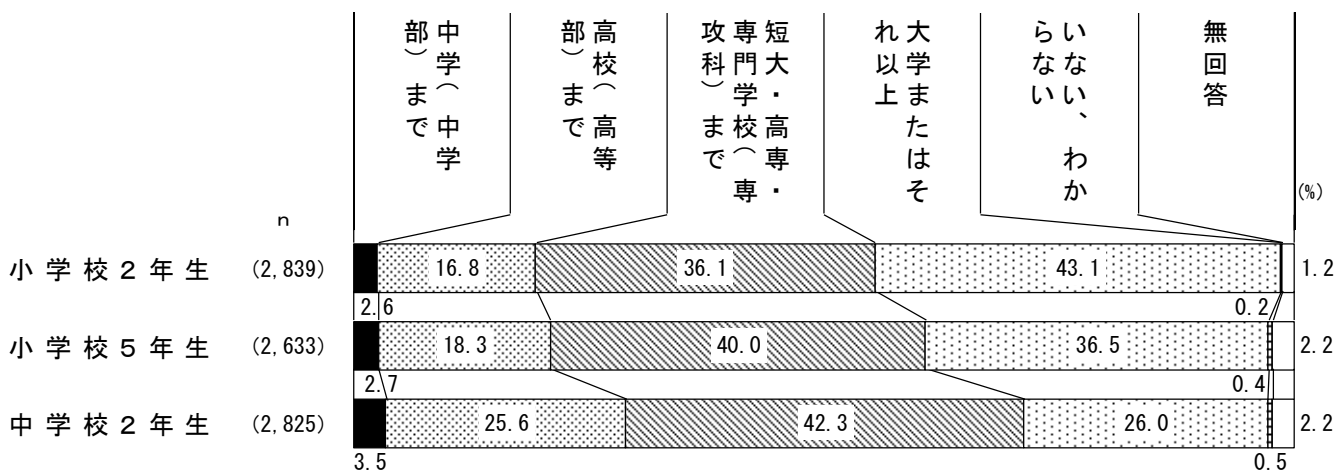 中学（中学
部）まで
高校（高等
部）まで
短大・高専・
専門学校（専
攻科）まで
大学またはそ
れ以上
いない、わか
らない
無回答
(%)
n
小学校２年生 (2,839) 16.8 36.1 43.1 1.2
2.6 0.2
小学校５年生 (2,633) 18.3 40.0 36.5 2.2
2.7 0.4
中学校２年生 (2,825) 25.6 42.3 26.0 2.2
3.5 0.5